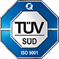 Q
TÜV
SÜD
ISO 9001